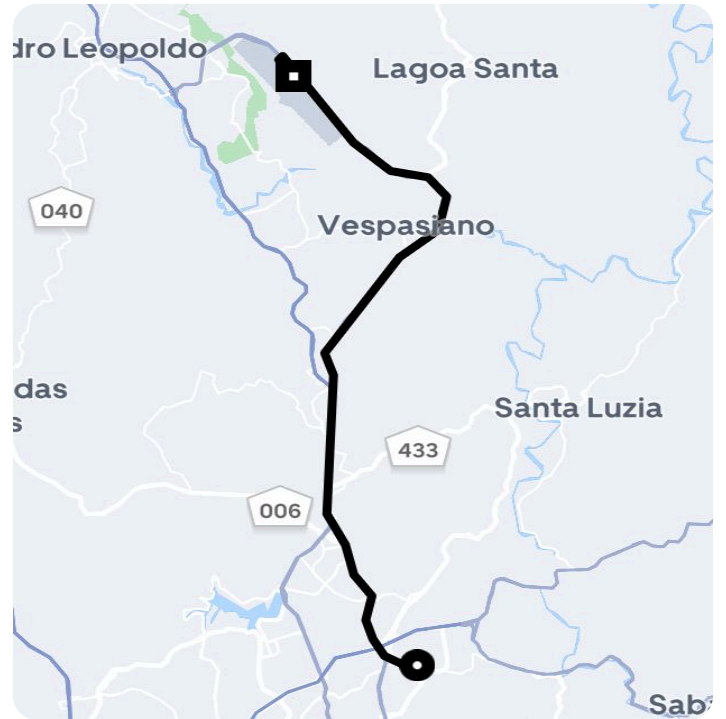 dro Leopoldo
Lagoa Santa
040
Vespasiano
das
s
Santa Luzia
433
006
Sab